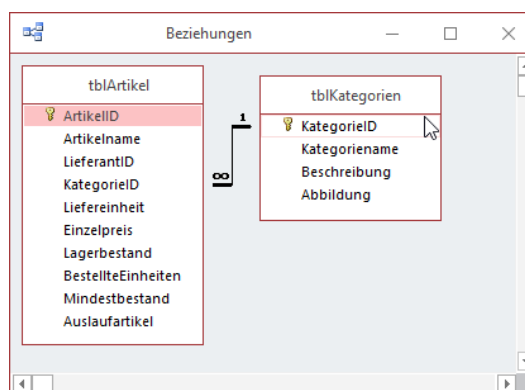 Beziehungen
tblArtikel
ArtikelID
Artikelname
LieferantID
KategorieID
Liefereinheit
Einzelpreis
Lagerbestand
BestellteEinheiten
Mindestbestand
Auslaufartikel
1
∞
tblKategorien
KategorieID
Kategoriename
Beschreibung
Abbildung